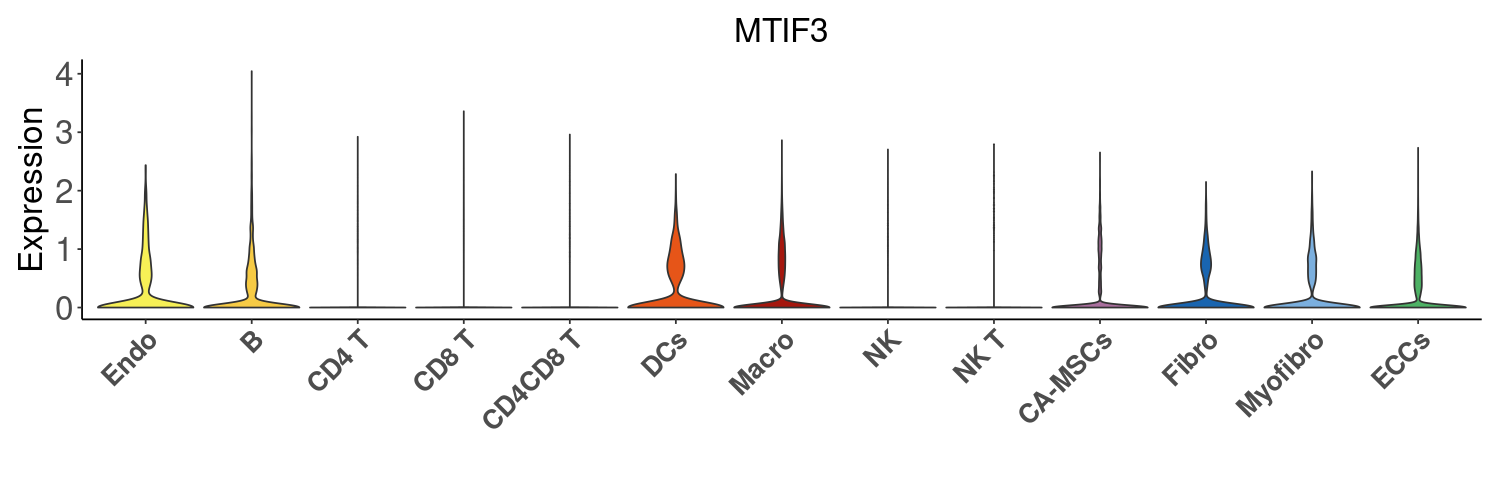 MTIF3
Expression
4
3
2
1
0
Endo
B
CD4 T
CD8 T
CD4CD8 T
DCs
Macro
NK
NK T
CA-MSCs
Fibro
Myofibro
ECCs